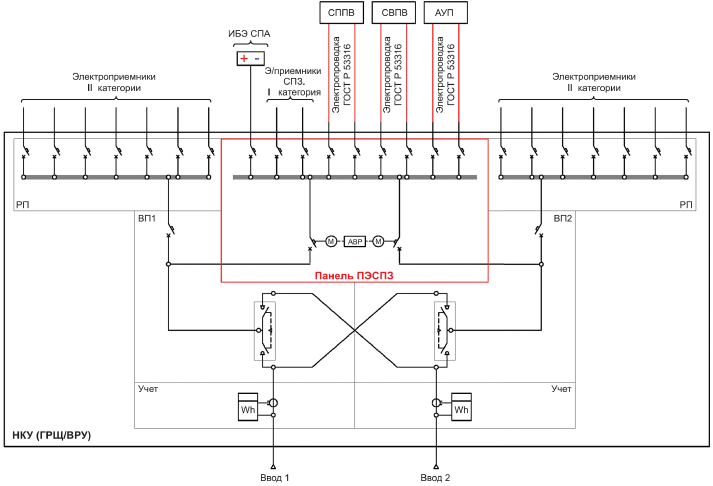 СППВ
СВПВ
АУП
ИБЭ СПА
+ -
Э/приемники
СПЗ.
I категория
Электропроводка
ГОСТ Р 53316
Электропроводка
ГОСТ Р 53316
Электропроводка
ГОСТ Р 53316
Электроприемники
II категории
Электроприемники
II категории
РП
РП
ВП1
ВП2
М
АВР
М
Панель ПЭСПЗ
Учет
Учет
Wh
Wh
НКУ (ГРЩ/ВРУ)
Ввод 1
Ввод 2